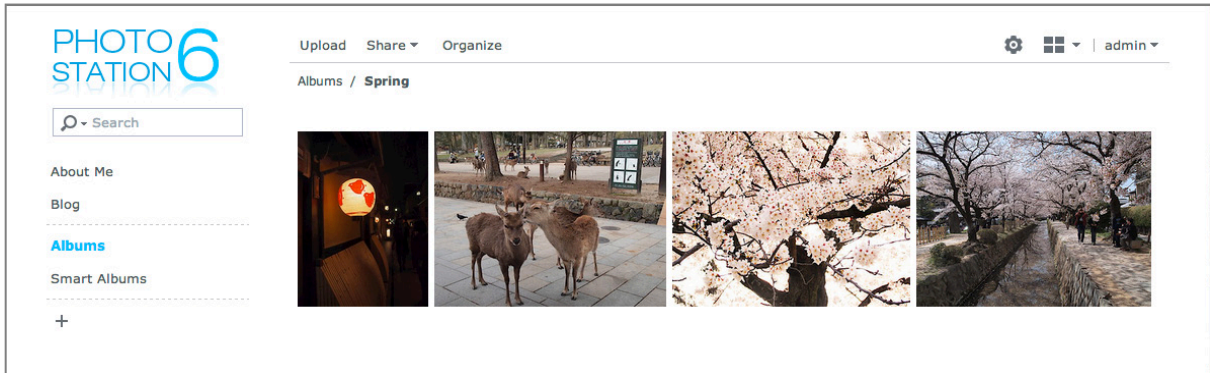 PHOTO
STATION 6
Upload Share Organize
| admin
Albums / Spring
Search
About Me
Blog
Albums
Smart Albums
+